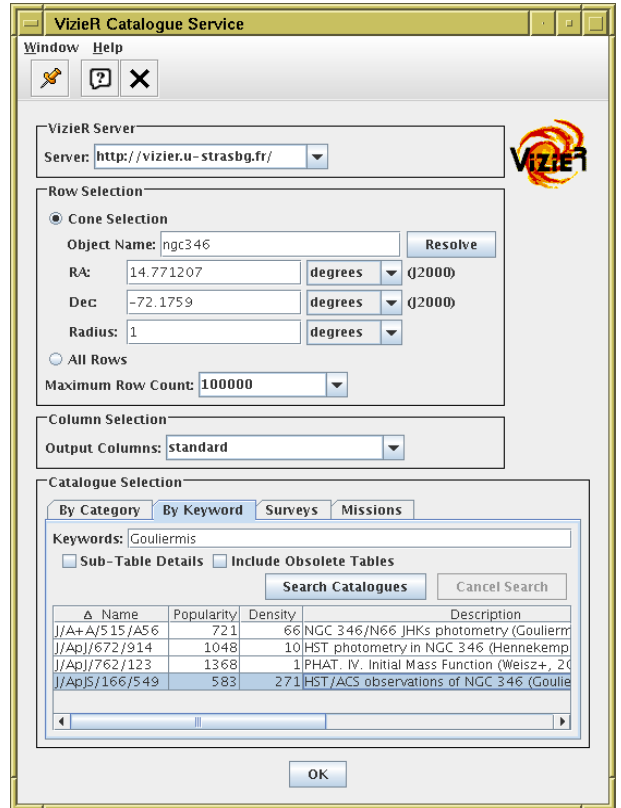 VizieR Catalogue Service
Window Help
VizieR Server
Server: http://vizier.u-strasbg.fr/
VizieR
Row Selection
Cone Selection
Object Name: ngc346 Resolve
RA: 14.771207 degrees (J2000)
Dec: -72.1759 degrees (J2000)
Radius: 1 degrees
All Rows
Maximum Row Count: 100000
Column Selection
Output Columns: standard
Catalogue Selection
By Category By Keyword Surveys Missions
Keywords: Gouliermis
Sub-Table Details Include Obsolete Tables
Search Catalogues Cancel Search
Name Popularity Density Description
J/A+A/515/A56 721 66 NGC 346/N66 JHKs photometry (Goulierm
J/ApJ/672/914 1048 10 HST photometry in NGC 346 (Hennekemp
J/ApJ/762/123 1368 1 PHAT. IV. Initial Mass Function (Weisz+, 20
J/ApJS/166/549 583 271 HST/ACS observations of NGC 346 (Goulie
OK